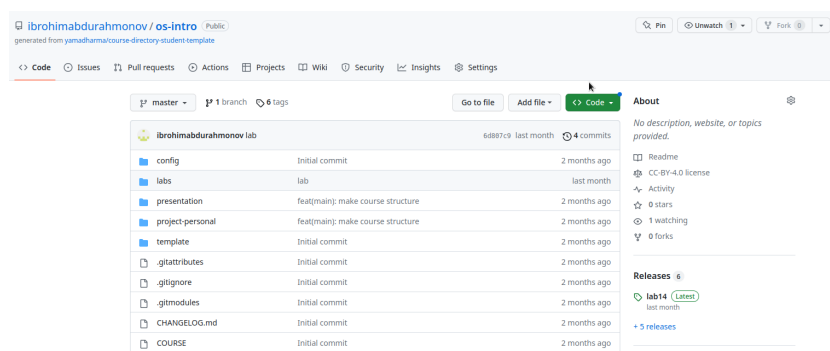 ibrohimabdurahmonov / os-intro Public
Pin Unwatch 1 Fork 0
generated from yamadharma/course-directory-student-template
Code Issues Pull requests Actions Projects Wiki Security Insights Settings
master 1 branch 6 tags Go to file Add file Code
ibrohimabdurahmonov lab 6d807c9 last month 4 commits
config Initial commit 2 months ago
labs lab last month
presentation feat(main): make course structure 2 months ago
project-personal feat(main): make course structure 2 months ago
template Initial commit 2 months ago
.gitattributes Initial commit 2 months ago
.gitignore Initial commit 2 months ago
.gitmodules Initial commit 2 months ago
CHANGELOG.md Initial commit 2 months ago
COURSE Initial commit 2 months ago
About
No description, website, or topics
provided.
Readme
CC-BY-4.0 license
Activity
0 stars
1 watching
0 forks
Releases 6
lab14 Latest
last month
+ 5 releases